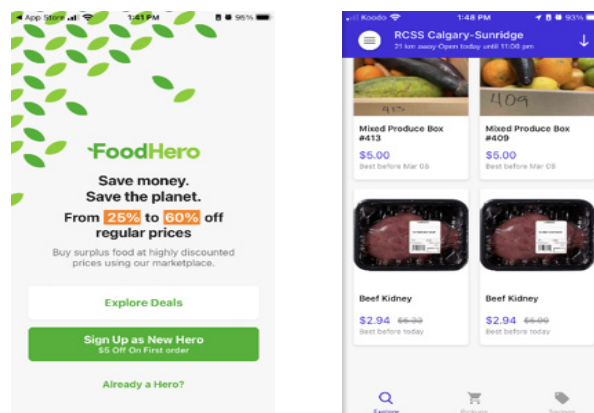 App Store
1:41 PM
95%
FoodHero
Save money.
Save the planet.
From 25% to 60% off
regular prices
Buy surplus food at highly discounted
prices using our marketplace.
Explore Deals
Sign Up as New Hero
$5 Off On First order
Already a Hero?
Koodo
1:48 PM
93%
RCSS Calgary-Sunridge
21 km away-Open today until 11:00 pm
413
409
Mixed Produce Box
#413
$5.00
Best before Mar 05
Mixed Produce Box
#409
$5.00
Best before Mar 05
Beef Kidney
$2.94
Best before today
Beef Kidney
$2.94
Best before today
Explore
Pickups